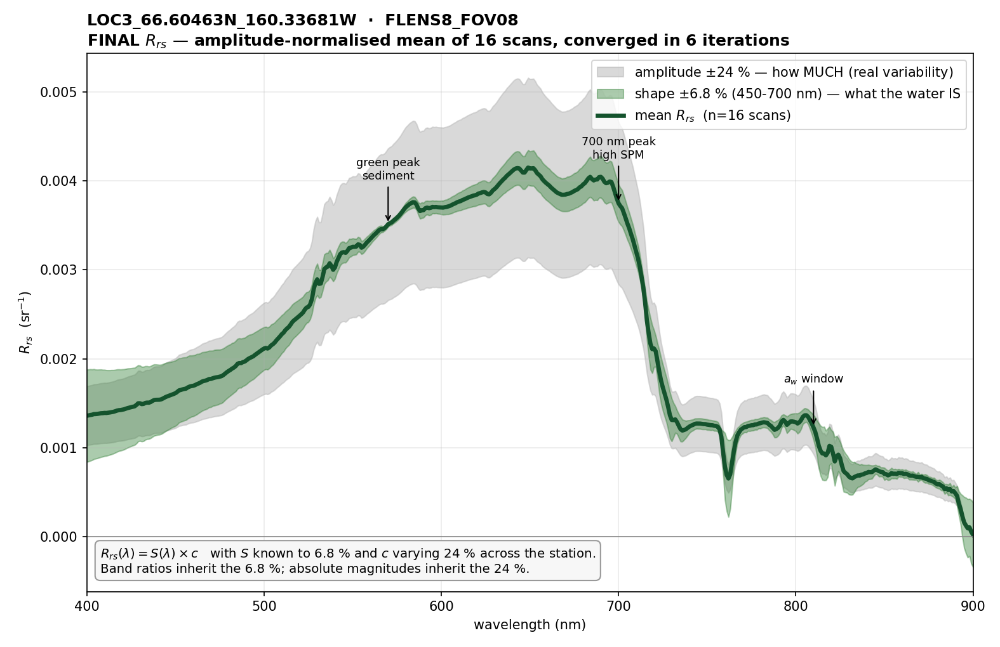 LOC3_66.60463N_160.33681W · FLENS8_FOV08
FINAL Rrs — amplitude-normalised mean of 16 scans, converged in 6 iterations
amplitude ±24 % — how MUCH (real variability)
shape ±6.8 % (450-700 nm) — what the water IS
mean Rrs (n=16 scans)
700 nm peak
high SPM
green peak
sediment
aw window
0.005
0.004
0.003
0.002
0.001
0.000
Rrs (sr⁻¹)
Rrs(λ) = S(λ) × c with S known to 6.8 % and c varying 24 % across the station.
Band ratios inherit the 6.8 %; absolute magnitudes inherit the 24 %.
400 500 600 700 800 900
wavelength (nm)